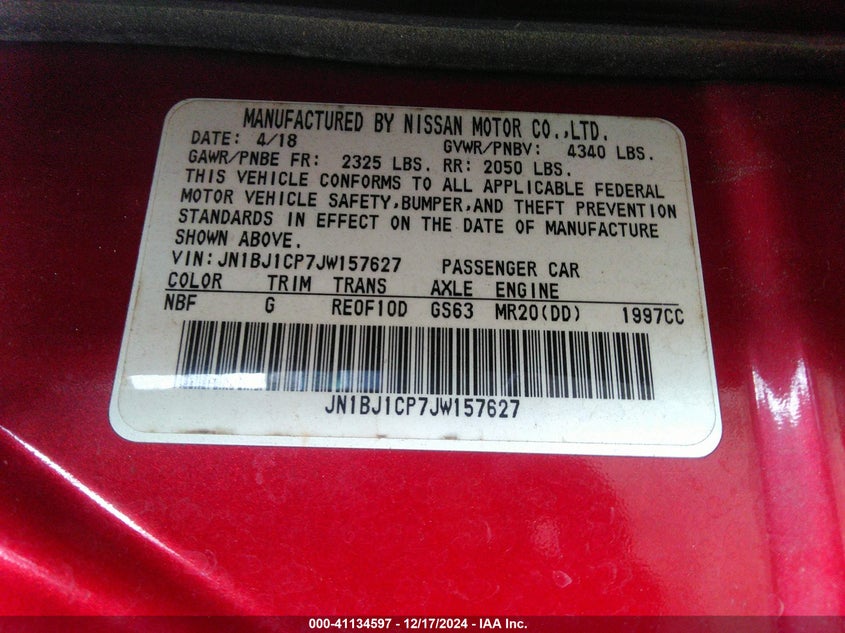 MANUFACTURED BY NISSAN MOTOR CO.,LTD.
DATE: 4/18 GVWR/PNBV: 4340 LBS.
GAWR/PNBE FR: 2325 LBS. RR: 2050 LBS.
THIS VEHICLE CONFORMS TO ALL APPLICABLE FEDERAL
MOTOR VEHICLE SAFETY,BUMPER,AND THEFT PREVENTION
STANDARDS IN EFFECT ON THE DATE OF MANUFACTURE
SHOWN ABOVE.
VIN:JN1BJ1CP7JW157627 PASSENGER CAR
COLOR TRIM TRANS AXLE ENGINE
NBF G RE0F10D GS63 MR20(DD) 1997CC
JN1BJ1CP7JW157627
000-41134597 - 12/17/2024 - IAA Inc.